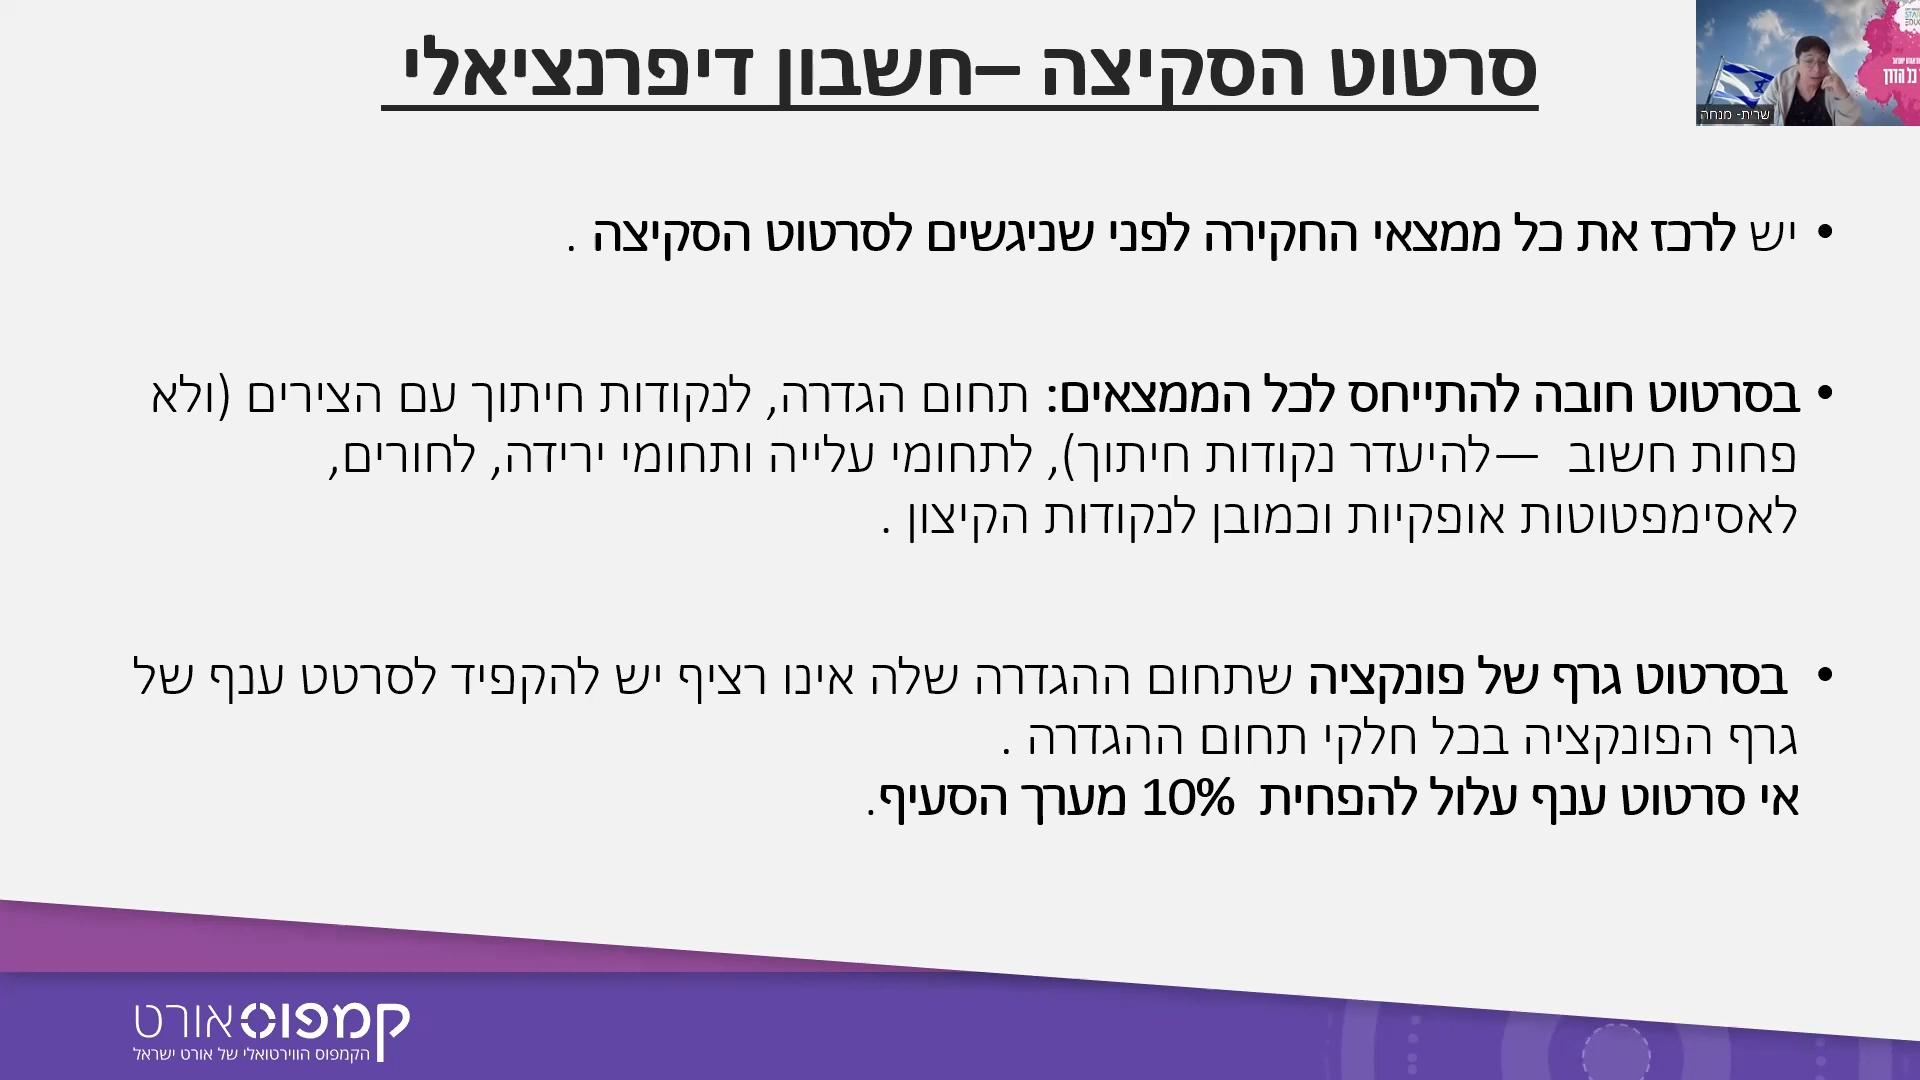 סרטוט הסקיצה –חשבון דיפרנציאלי
שרית- מנחה
• יש לרכז את כל ממצאי החקירה לפני שניגשים לסרטוט הסקיצה .
• בסרטוט חובה להתייחס לכל הממצאים: תחום הגדרה, לנקודות חיתוך עם הצירים (ולא
פחות חשוב —להיעדר נקודות חיתוך), לתחומי עלייה ותחומי ירידה, לחורים,
לאסימפטוטות אופקיות וכמובן לנקודות הקיצון .
• בסרטוט גרף של פונקציה שתחום ההגדרה שלה אינו רציף יש להקפיד לסרטט ענף של
גרף הפונקציה בכל חלקי תחום ההגדרה .
אי סרטוט ענף עלול להפחית 10% מערך הסעיף.
קמפוס אורט
הקמפוס הווירטואלי של אורט ישראל